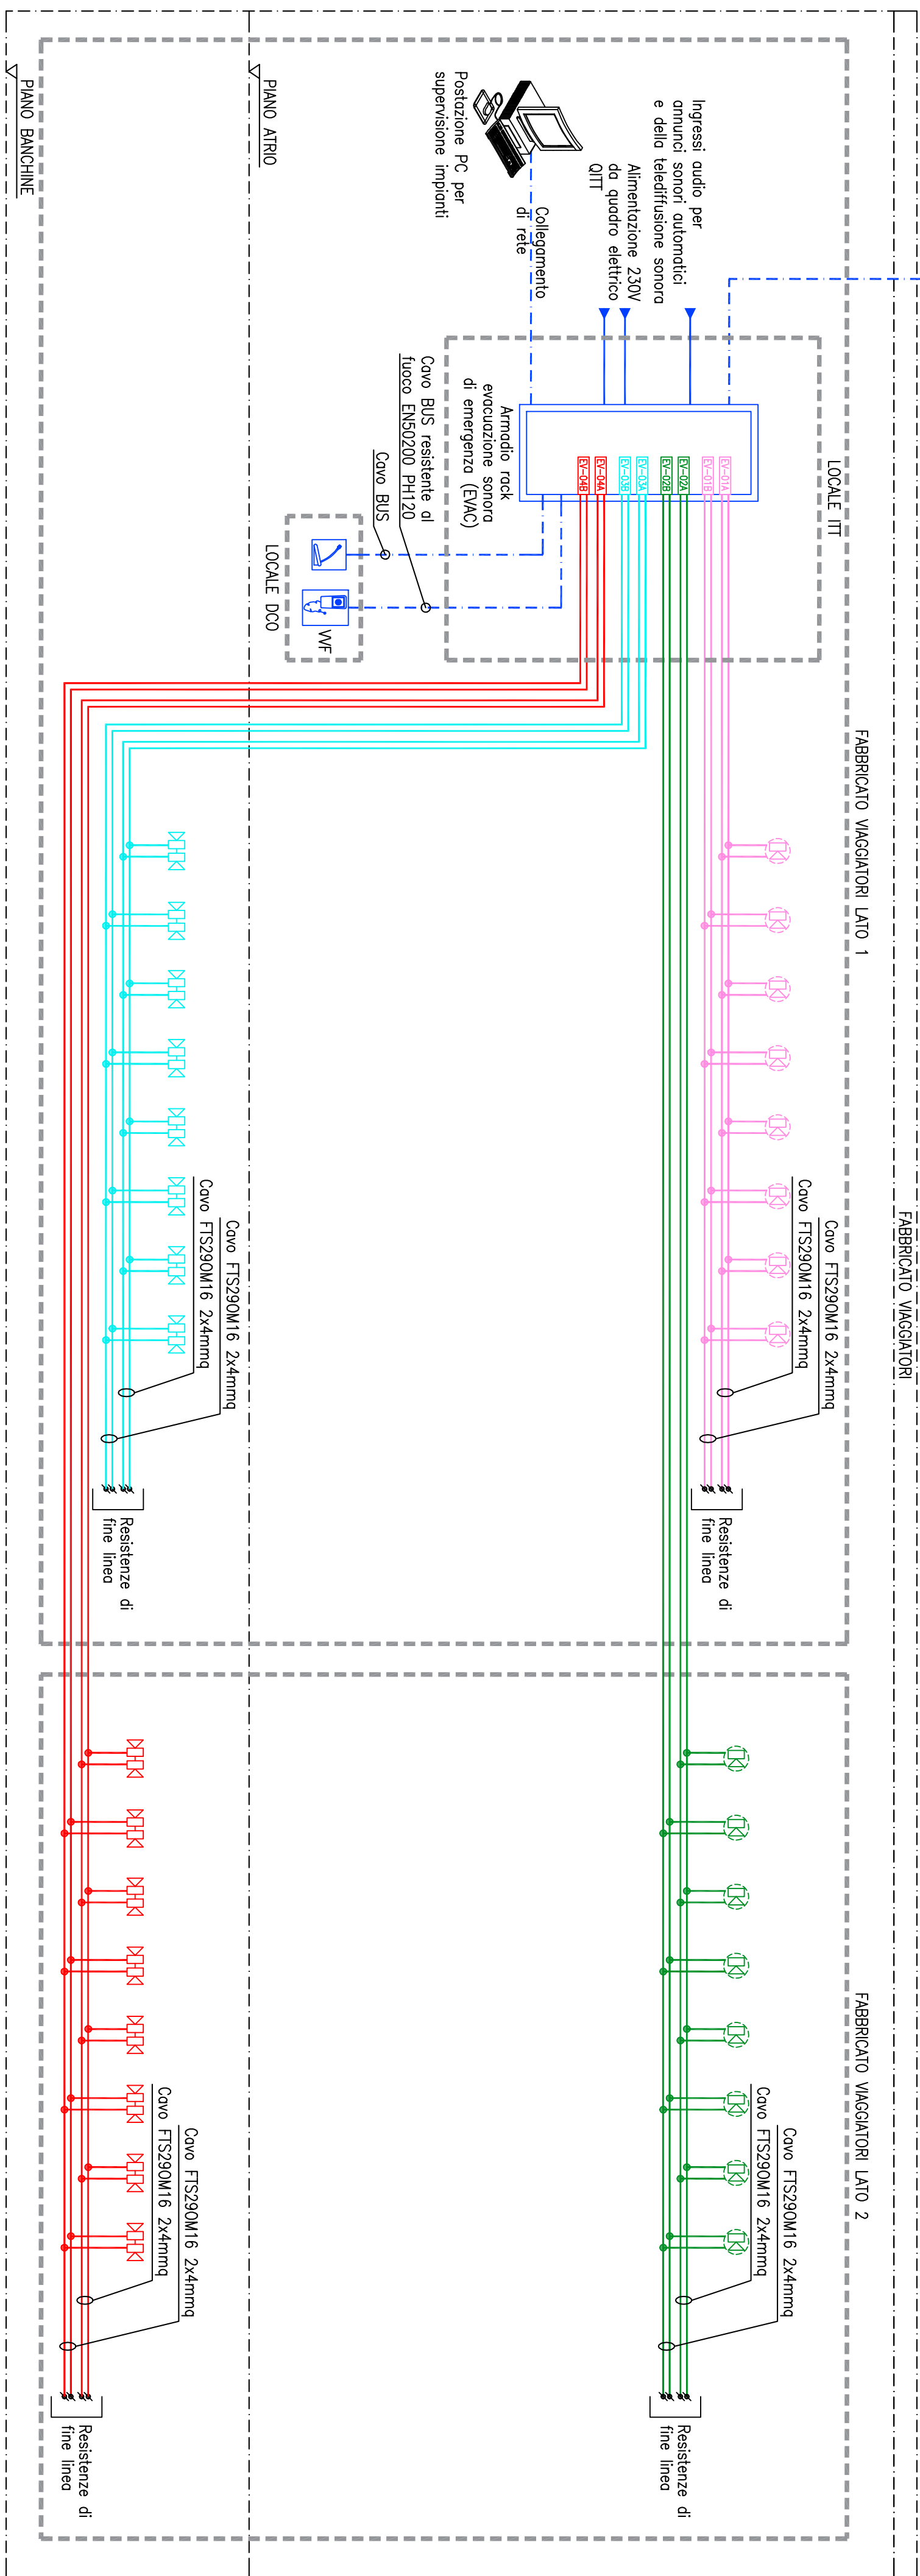 FABBRICATO VIAGGIATORI
FABBRICATO VIAGGIATORI LATO 1
FABBRICATO VIAGGIATORI LATO 2
LOCALE ITT
Ingressi audio per
annunci sonori automatici
e della telediffusione sonora
Alimentazione 230V
da quadro elettrico
QITT
Collegamento
di rete
Postazione PC per
supervisione impianti
EV-01A
EV-01B
EV-02A
EV-02B
EV-03A
EV-03B
EV-04A
EV-04B
Armadio rack
evacuazione sonora
di emergenza (EVAC)
Cavo BUS resistente al
fuoco EN50200 PH120
Cavo BUS
VVF
LOCALE DCO
Cavo FTS29OM16 2x4mmq
Cavo FTS29OM16 2x4mmq
Resistenze di
fine linea
Cavo FTS29OM16 2x4mmq
Cavo FTS29OM16 2x4mmq
Resistenze di
fine linea
PIANO ATRIO
Cavo FTS29OM16 2x4mmq
Cavo FTS29OM16 2x4mmq
Resistenze di
fine linea
Cavo FTS29OM16 2x4mmq
Cavo FTS29OM16 2x4mmq
Resistenze di
fine linea
PIANO BANCHINE